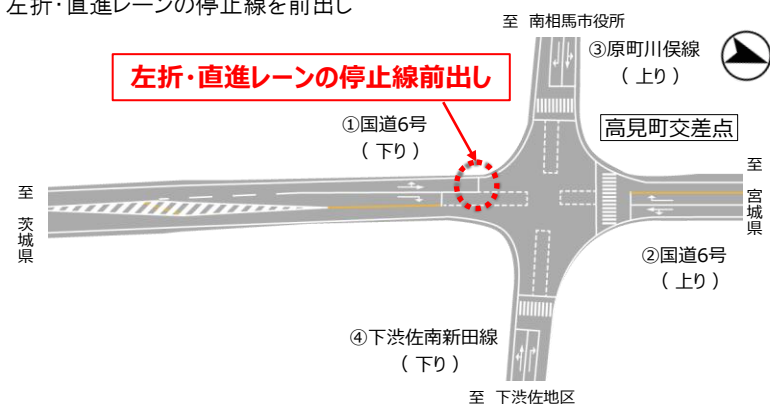 左折・直進レーンの停止線を前出し
至 南相馬市役所
③原町川俣線
（ 上り ）
左折・直進レーンの停止線前出し
①国道6号
（ 下り ）
高見町交差点
至 茨城県
至 宮城県
②国道6号
（ 上り ）
④下渋佐南新田線
（ 下り ）
至 下渋佐地区